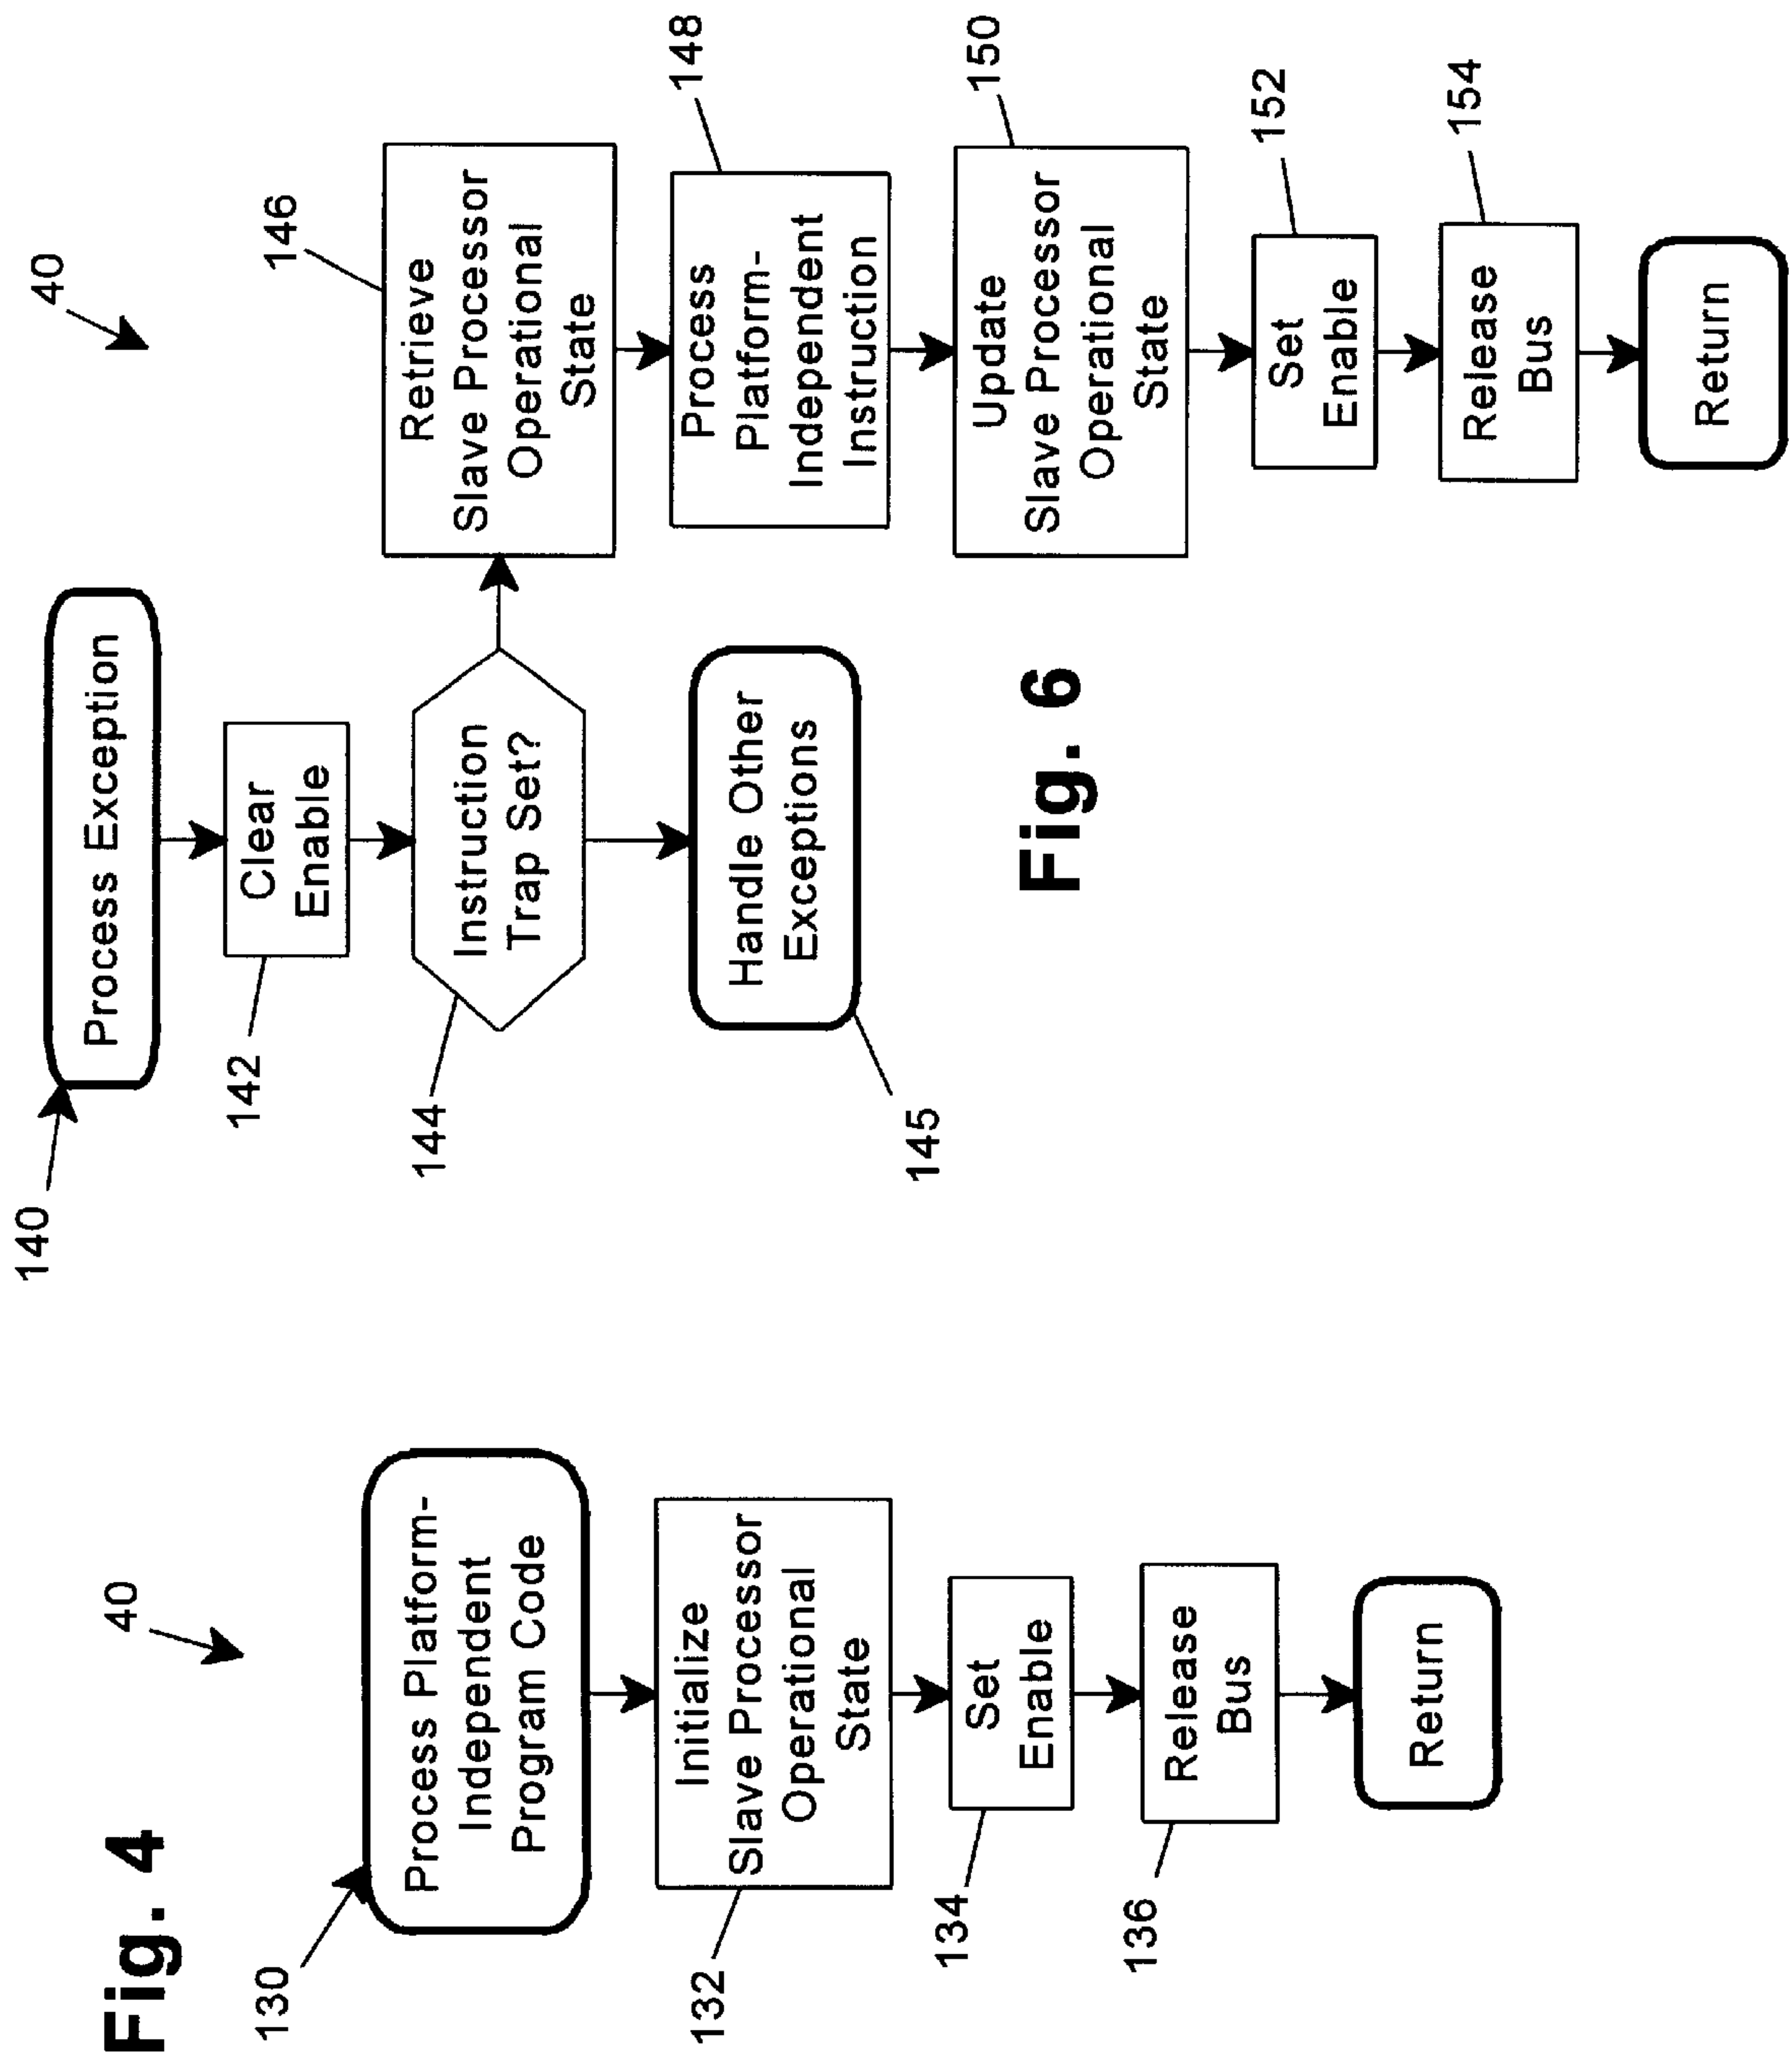 Fig. 4
40
130
Process Platform-
Independent
Program Code
132
Initialize
Slave Processor
Operational
State
134
Set
Enable
136
Release
Bus
Return
40
140
Process Exception
142
Clear
Enable
144
Instruction
Trap Set?
145
Handle Other
Exceptions
146
Retrieve
Slave Processor
Operational
State
148
Process
Platform-
Independent
Instruction
150
Update
Slave Processor
Operational
State
152
Set
Enable
154
Release
Bus
Return
Fig. 6